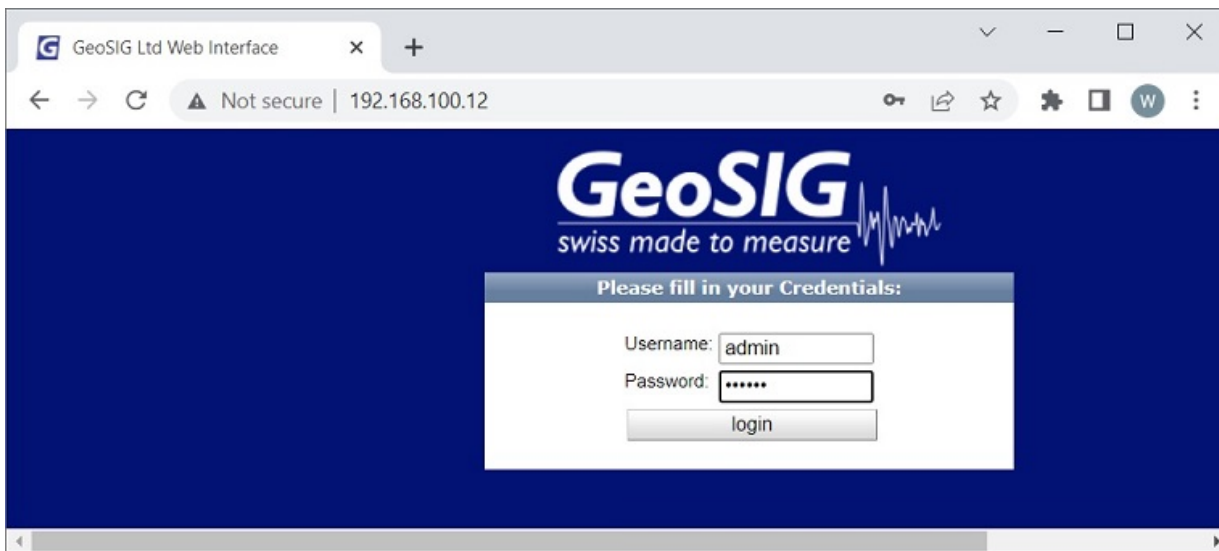 G GeoSIG Ltd Web Interface
Not secure | 192.168.100.12
W
GeoSIG
swiss made to measure
Please fill in your Credentials:
Username: admin
Password: ••••••
login